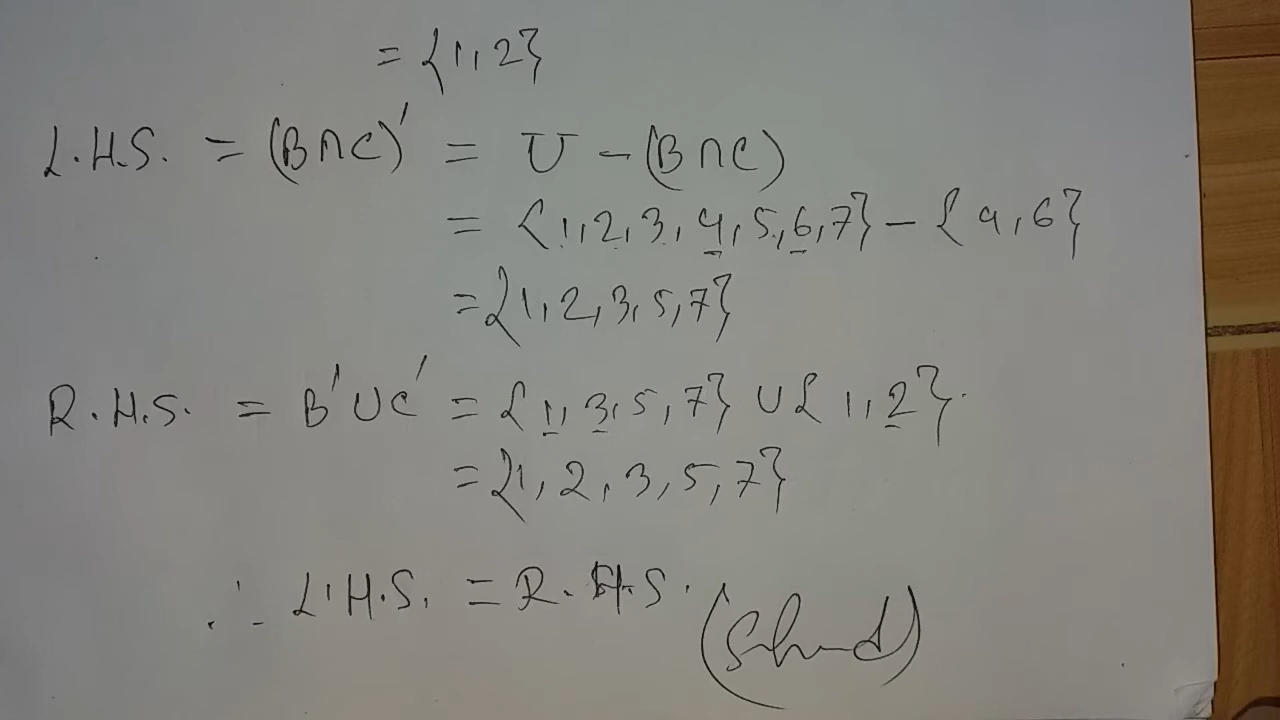 = {1,2}
L.H.S. = (B∩C)' = U - (B∩C)
= {1,2,3,4,5,6,7} - {4,6}
= {1,2,3,5,7}
R.H.S. = B'∪C' = {1,3,5,7} ∪ {1,2}.
= {1,2,3,5,7}
∴ L.H.S. = R.H.S.